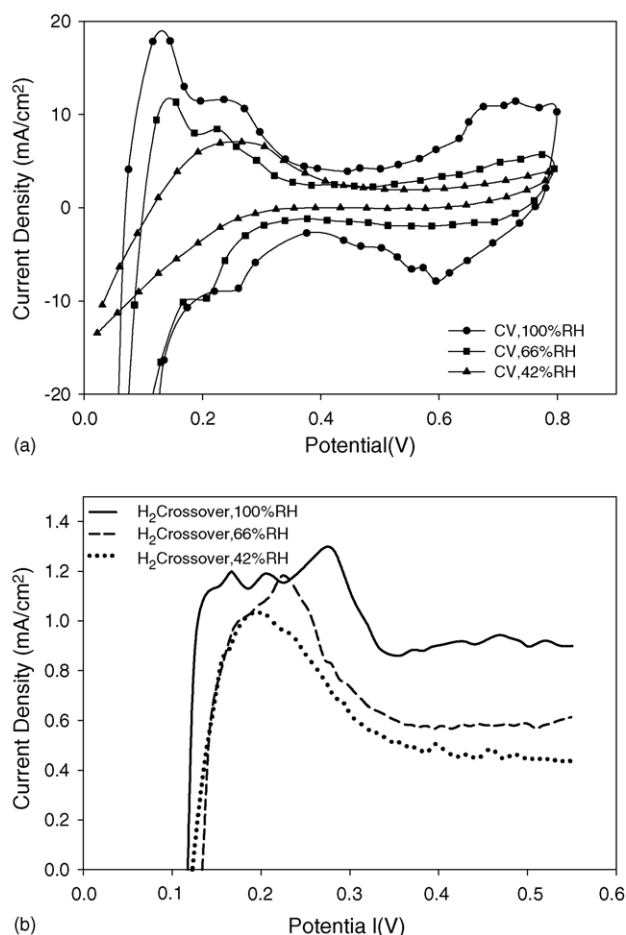 20
10
0
-10
-20
Current Density (mA/cm²)
CV,100%RH
CV,66%RH
CV,42%RH
0.0 0.2 0.4 0.6 0.8
Potential(V)
(a)
H₂Crossover,100%RH
H₂Crossover,66%RH
H₂Crossover,42%RH
1.4
1.2
1.0
0.8
0.6
0.4
0.2
0.0
Current Density (mA/cm²)
0.0 0.1 0.2 0.3 0.4 0.5 0.6
Potentia l(V)
(b)